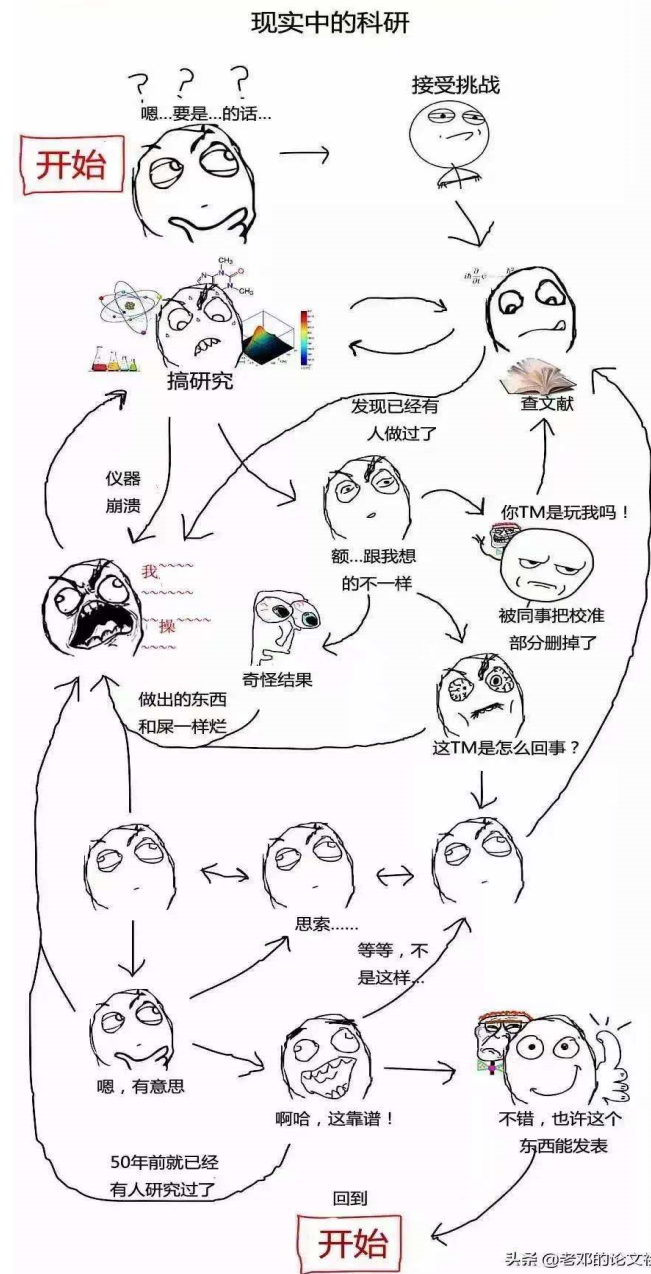 现实中的科研
? ? ?
嗯...要是...的话...
接受挑战
开始
CH₃
搞研究
查文献
发现已经有
人做过了
仪器
崩溃
你TM是玩我吗！
额...跟我想
的不一样
我~~~~
~~~~~~
操~~~~
~~~~
被同事把校准
部分删掉了
奇怪结果
做出的东西
和屎一样烂
这TM是怎么回事？
思索......
等等，不
是这样...
嗯，有意思
啊哈，这靠谱！
不错，也许这个
东西能发表
50年前就已经
有人研究过了
回到
开始
头条 @老邓的论文社